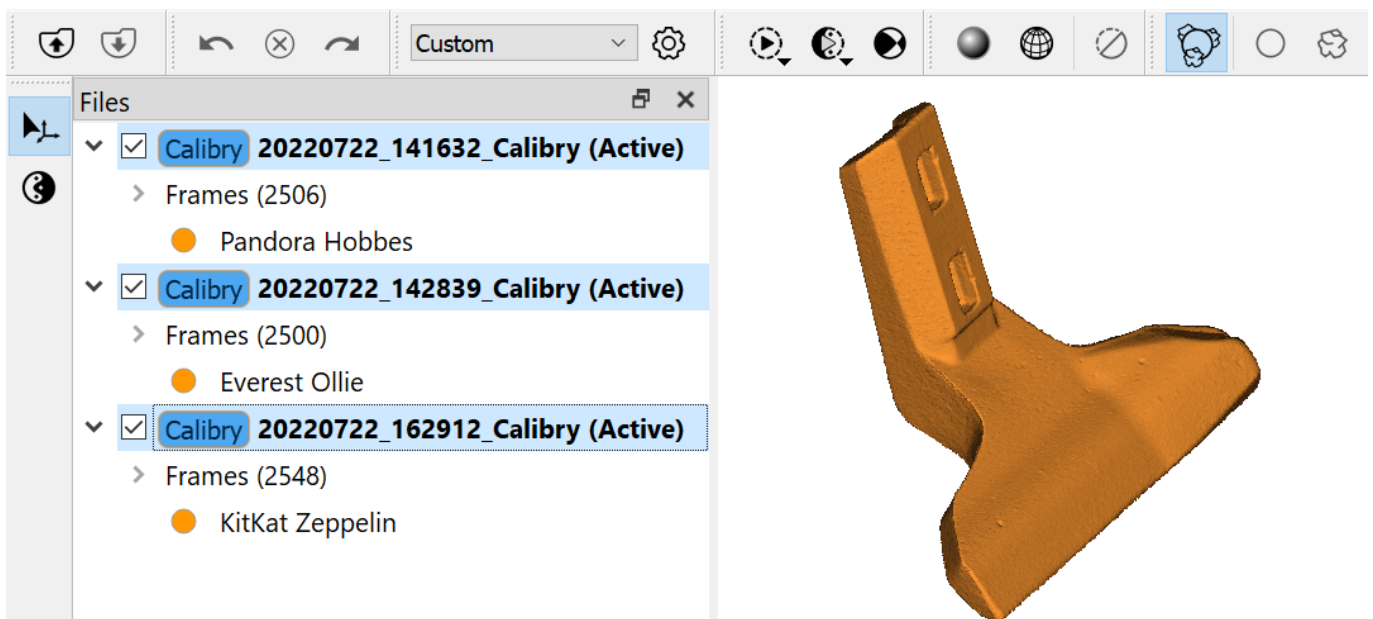 Custom
Files
Calibry 20220722_141632_Calibry (Active)
Frames (2506)
Pandora Hobbes
Calibry 20220722_142839_Calibry (Active)
Frames (2500)
Everest Ollie
Calibry 20220722_162912_Calibry (Active)
Frames (2548)
KitKat Zeppelin